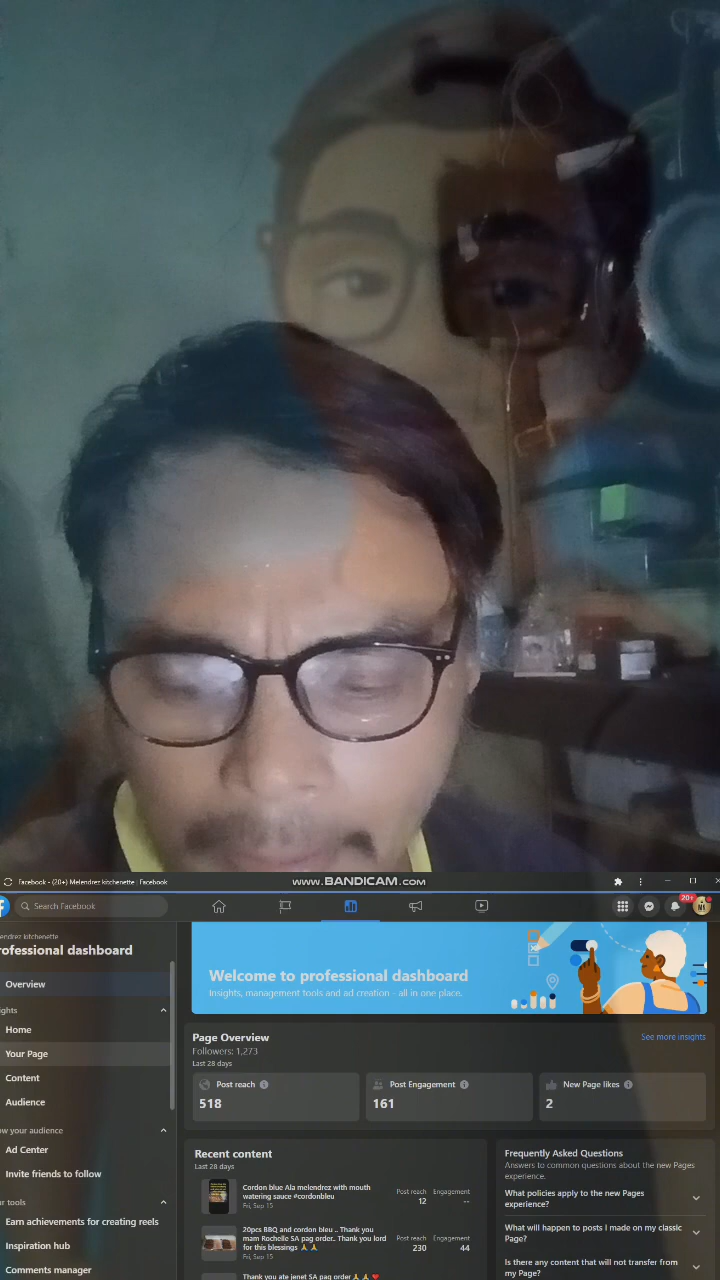 Facebook - (20+) Melendrez kitchenette | Facebook
www.BANDICAM.com
Search Facebook
20+
endrez kitchenette
rofessional dashboard
Overview
ghts
Home
Your Page
Content
Audience
ow your audience
Ad Center
Invite friends to follow
r tools
Earn achievements for creating reels
Inspiration hub
Comments manager
Welcome to professional dashboard
Insights, management tools and ad creation - all in one place.
Page Overview
See more insights
Followers: 1,273
Last 28 days
Post reach
518
Post Engagement
161
New Page likes
2
Recent content
Last 28 days
Cordon blue Ala melendrez with mouth
watering sauce #cordonbleu
Fri, Sep 15
Post reach
12
Engagement
--
20pcs BBQ and cordon bleu .. Thank you
mam Rochelle SA pag order.. Thank you lord
for this blessings 🙏🙏
Fri, Sep 15
Post reach
230
Engagement
44
Thank you ate jenet SA pag order🙏🙏❤️
Frequently Asked Questions
Answers to common questions about the new Pages
experience.
What policies apply to the new Pages
experience?
What will happen to posts I made on my classic
Page?
Is there any content that will not transfer from
my Page?